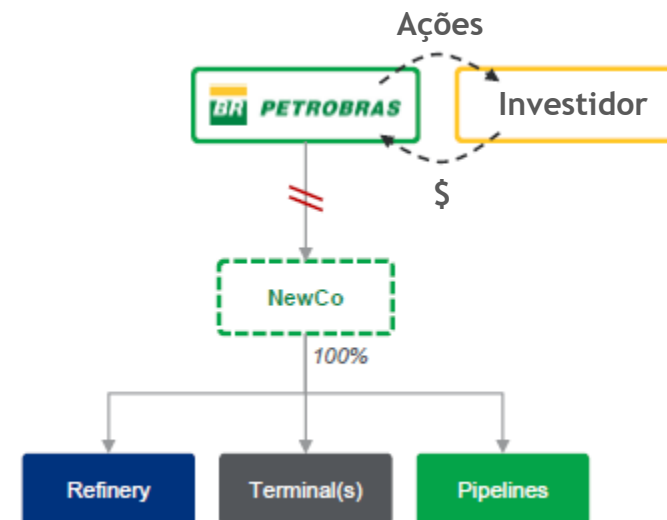 Ações
BR PETROBRAS
Investidor
$
NewCo
100%
Refinery
Terminal(s)
Pipelines